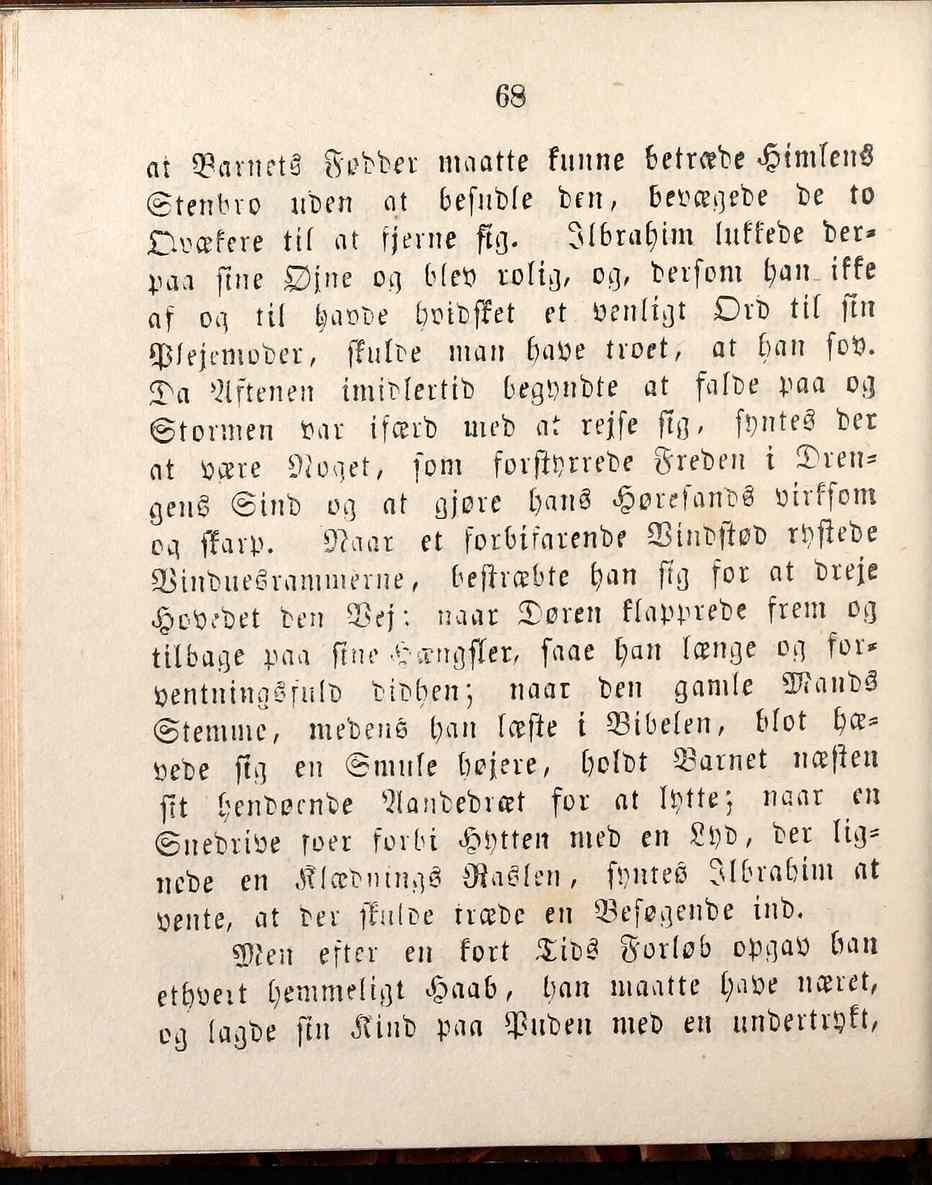 68
at Barnets Fødder maatte kunne betræde Himlens
Stenbro uden at besudle den, bevægede de to
Qvækere til at fjerne sig. Ilbrahim lukkede der-
paa sine Øjne og blev rolig, og, dersom han ikke
af og til havde hvidsket et venligt Ord til sin
Plejemoder, skulde man have troet, at han sov.
Da Aftenen imidlertid begyndte at falde paa og
Stormen var ifærd med at rejse sig, syntes der
at være Noget, som forstyrrede Freden i Dren-
gens Sind og at gjøre hans Høresands virksom
og skarp. Naar et forbifarende Vindstød rystede
Vinduesrammerne, bestræbte han sig for at dreje
Hovedet den Vej; naar Døren klapprede frem og
tilbage paa sine Hængsler, saae han længe og for-
ventningsfuld didhen; naar den gamle Mands
Stemme, medens han læste i Bibelen, blot hæ-
vede sig en Smule højere, holdt Barnet næsten
sit hendøende Aandedræt for at lytte; naar en
Snedrive foer forbi Hytten med en Lyd, der lig-
nede en Klædnings Raslen, syntes Ilbrahim at
vente, at der skulde træde en Besøgende ind.
Men efter en kort Tids Forløb opgav han
ethvert hemmeligt Haab, han maatte have næret,
og lagde sin Kind paa Puden med en undertrykt,